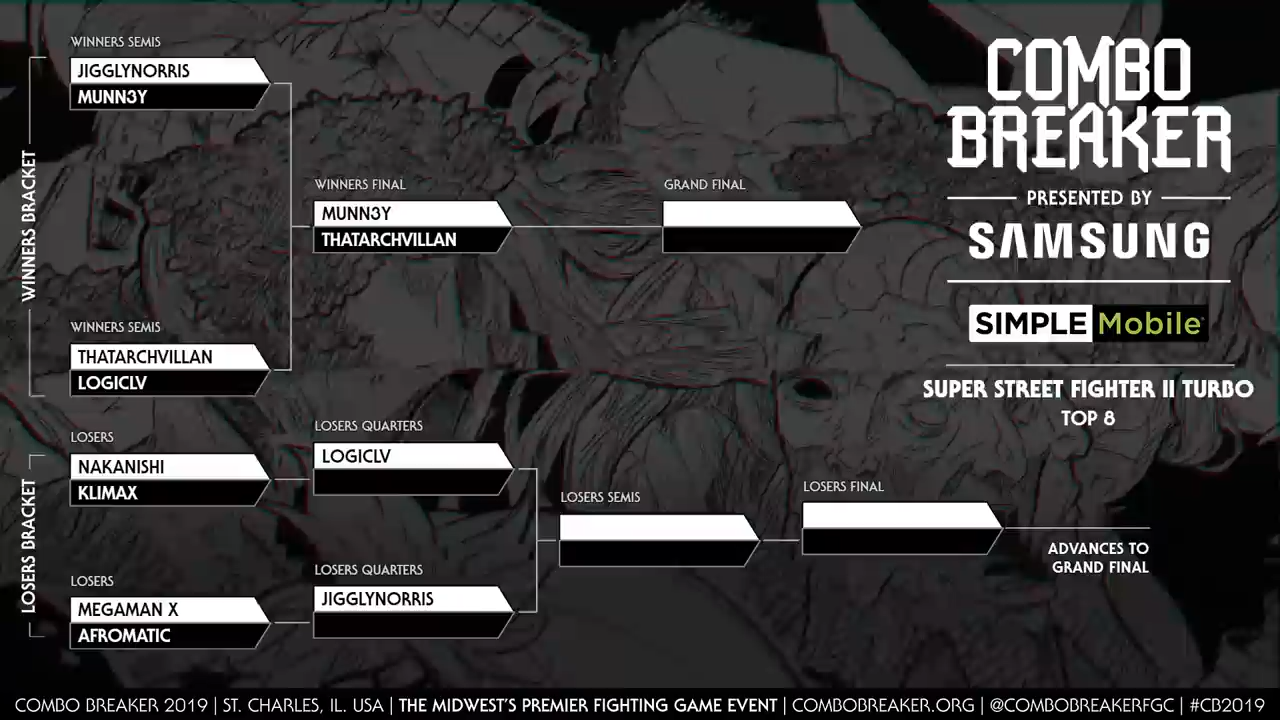 WINNERS SEMIS
JIGGLYNORRIS
MUNN3Y
WINNERS BRACKET
WINNERS FINAL
MUNN3Y
THATARCHVILLAN
GRAND FINAL
WINNERS SEMIS
THATARCHVILLAN
LOGICLV
LOSERS
NAKANISHI
KLIMAX
LOSERS BRACKET
LOSERS QUARTERS
LOGICLV
LOSERS SEMIS
LOSERS FINAL
ADVANCES TO
GRAND FINAL
LOSERS
MEGAMAN X
AFROMATIC
LOSERS QUARTERS
JIGGLYNORRIS
COMBO
BREAKER
PRESENTED BY
SAMSUNG
SIMPLE Mobile
SUPER STREET FIGHTER II TURBO
TOP 8
COMBO BREAKER 2019 | ST. CHARLES, IL. USA | THE MIDWEST'S PREMIER FIGHTING GAME EVENT | COMBOBREAKER.ORG | @COMBOBREAKERFGC | #CB2019